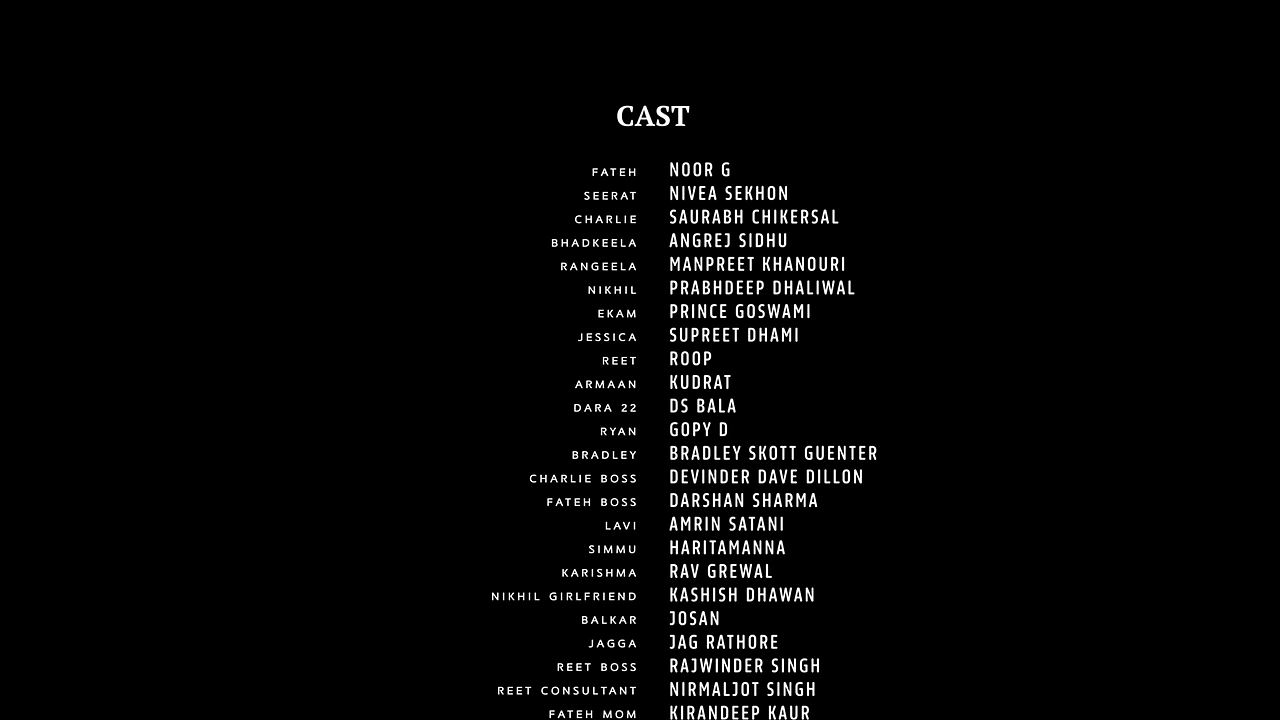 CAST
FATEH NOOR G
SEERAT NIVEA SEKHON
CHARLIE SAURABH CHIKERSAL
BHADKEELA ANGREJ SIDHU
RANGEELA MANPREET KHANOURI
NIKHIL PRABHDEEP DHALIWAL
EKAM PRINCE GOSWAMI
JESSICA SUPREET DHAMI
REET ROOP
ARMAAN KUDRAT
DARA 22 DS BALA
RYAN GOPY D
BRADLEY BRADLEY SKOTT GUENTER
CHARLIE BOSS DEVINDER DAVE DILLON
FATEH BOSS DARSHAN SHARMA
LAVI AMRIN SATANI
SIMMU HARITAMANNA
KARISHMA RAV GREWAL
NIKHIL GIRLFRIEND KASHISH DHAWAN
BALKAR JOSAN
JAGGA JAG RATHORE
REET BOSS RAJWINDER SINGH
REET CONSULTANT NIRMALJOT SINGH
FATEH MOM KIRANDEEP KAUR